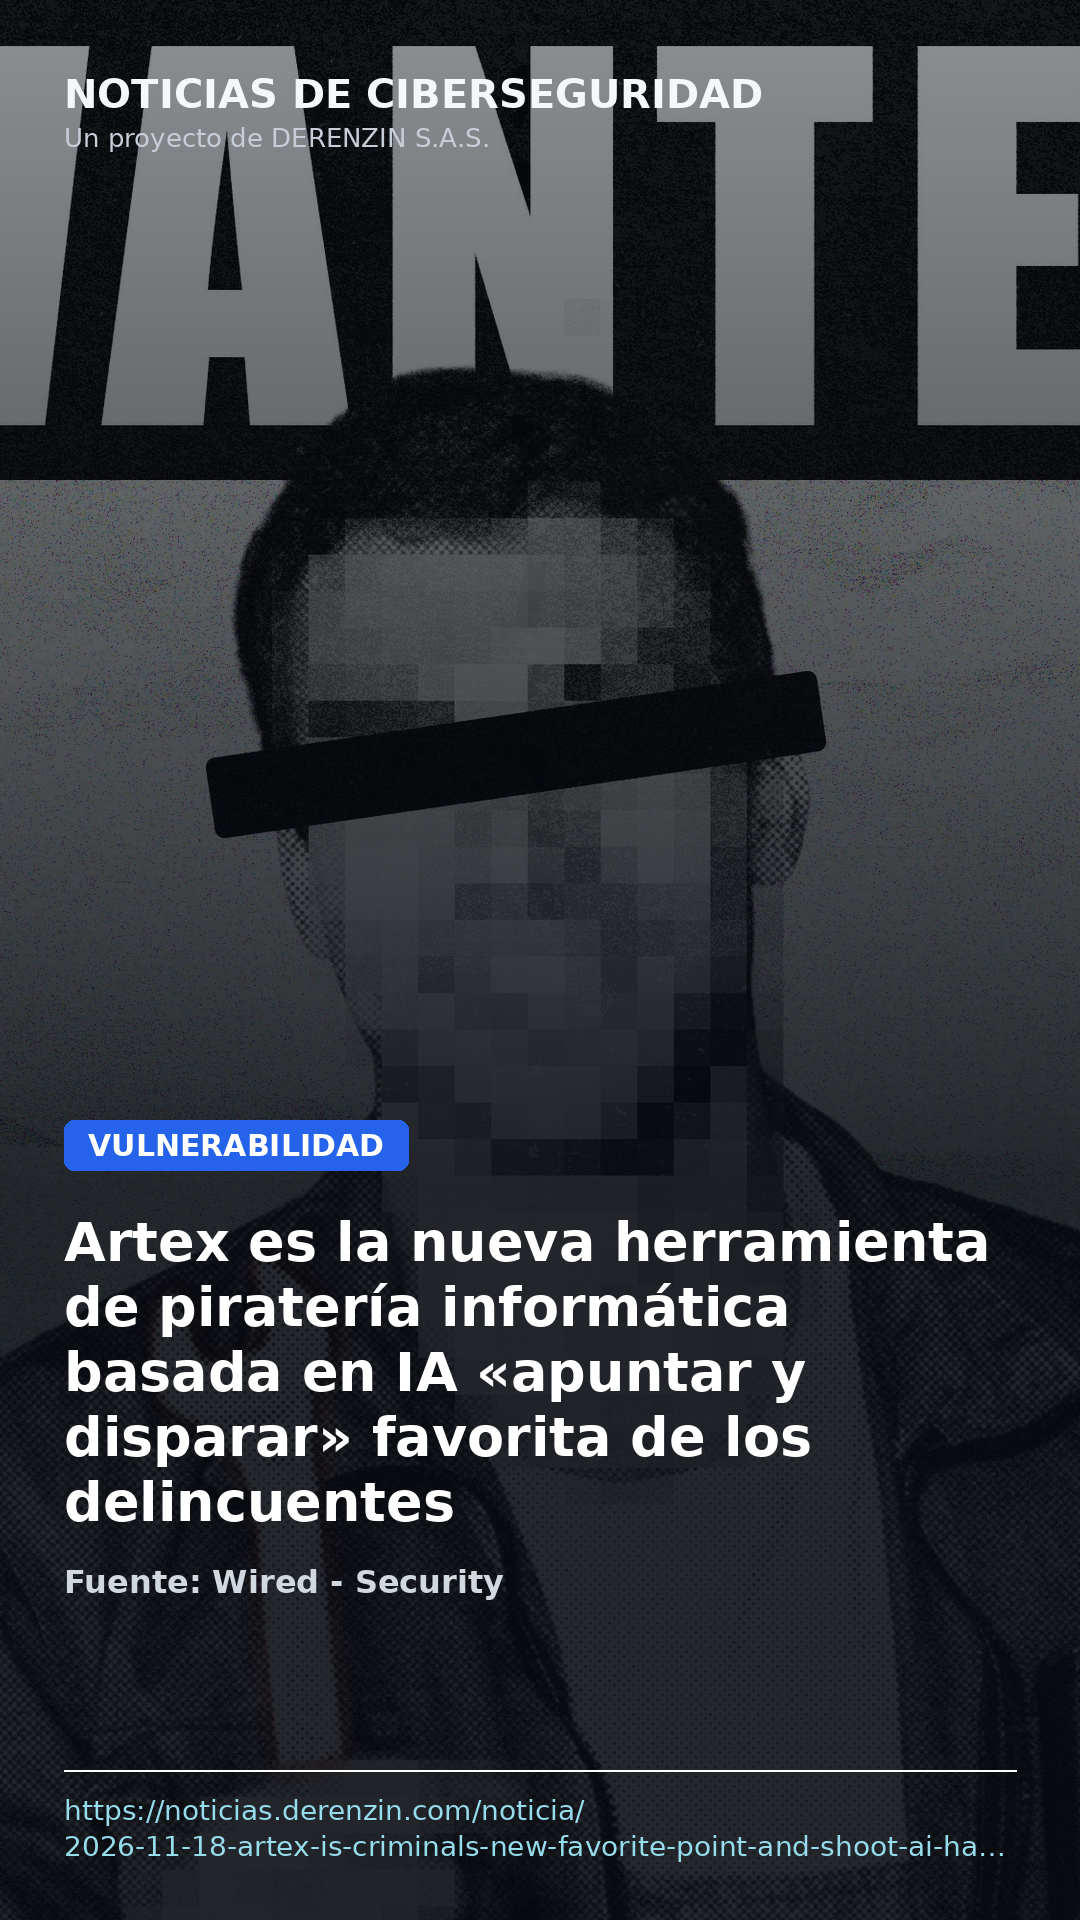 WANTE
NOTICIAS DE CIBERSEGURIDAD
Un proyecto de DERENZIN S.A.S.
VULNERABILIDAD
Artex es la nueva herramienta
de piratería informática
basada en IA «apuntar y
disparar» favorita de los
delincuentes
Fuente: Wired - Security
https://noticias.derenzin.com/noticia/
2026-11-18-artex-is-criminals-new-favorite-point-and-shoot-ai-ha...